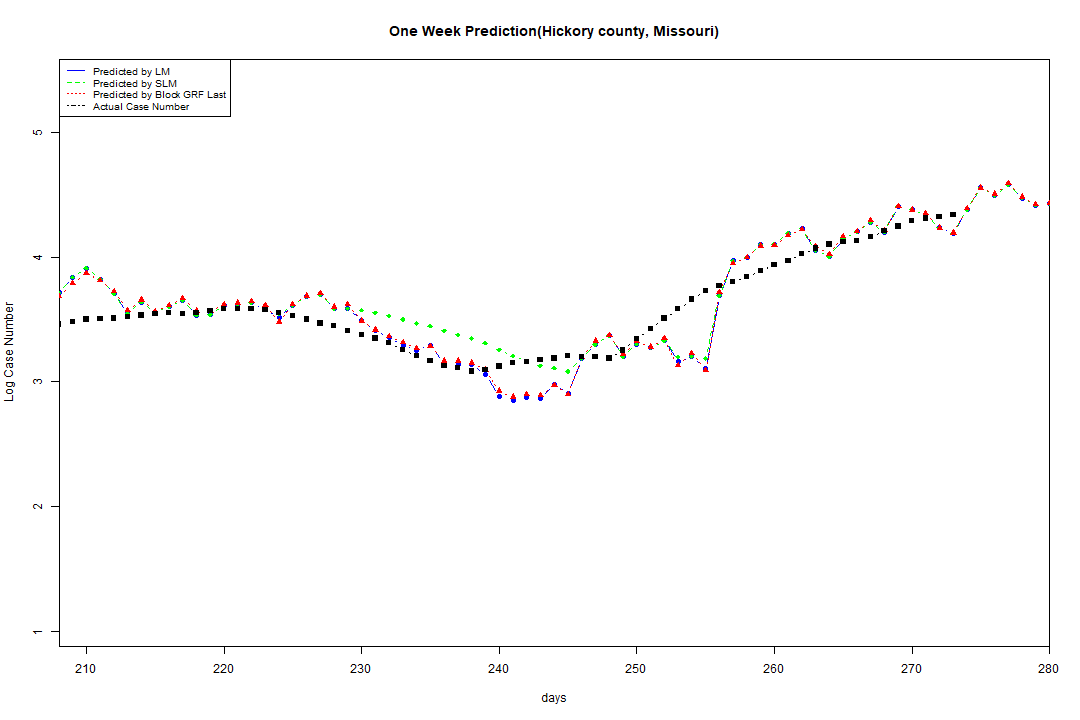 One Week Prediction(Hickory county, Missouri)
Predicted by LM
Predicted by SLM
Predicted by Block GRF Last
Actual Case Number
5
4
3
2
1
Log Case Number
210 220 230 240 250 260 270 280
days